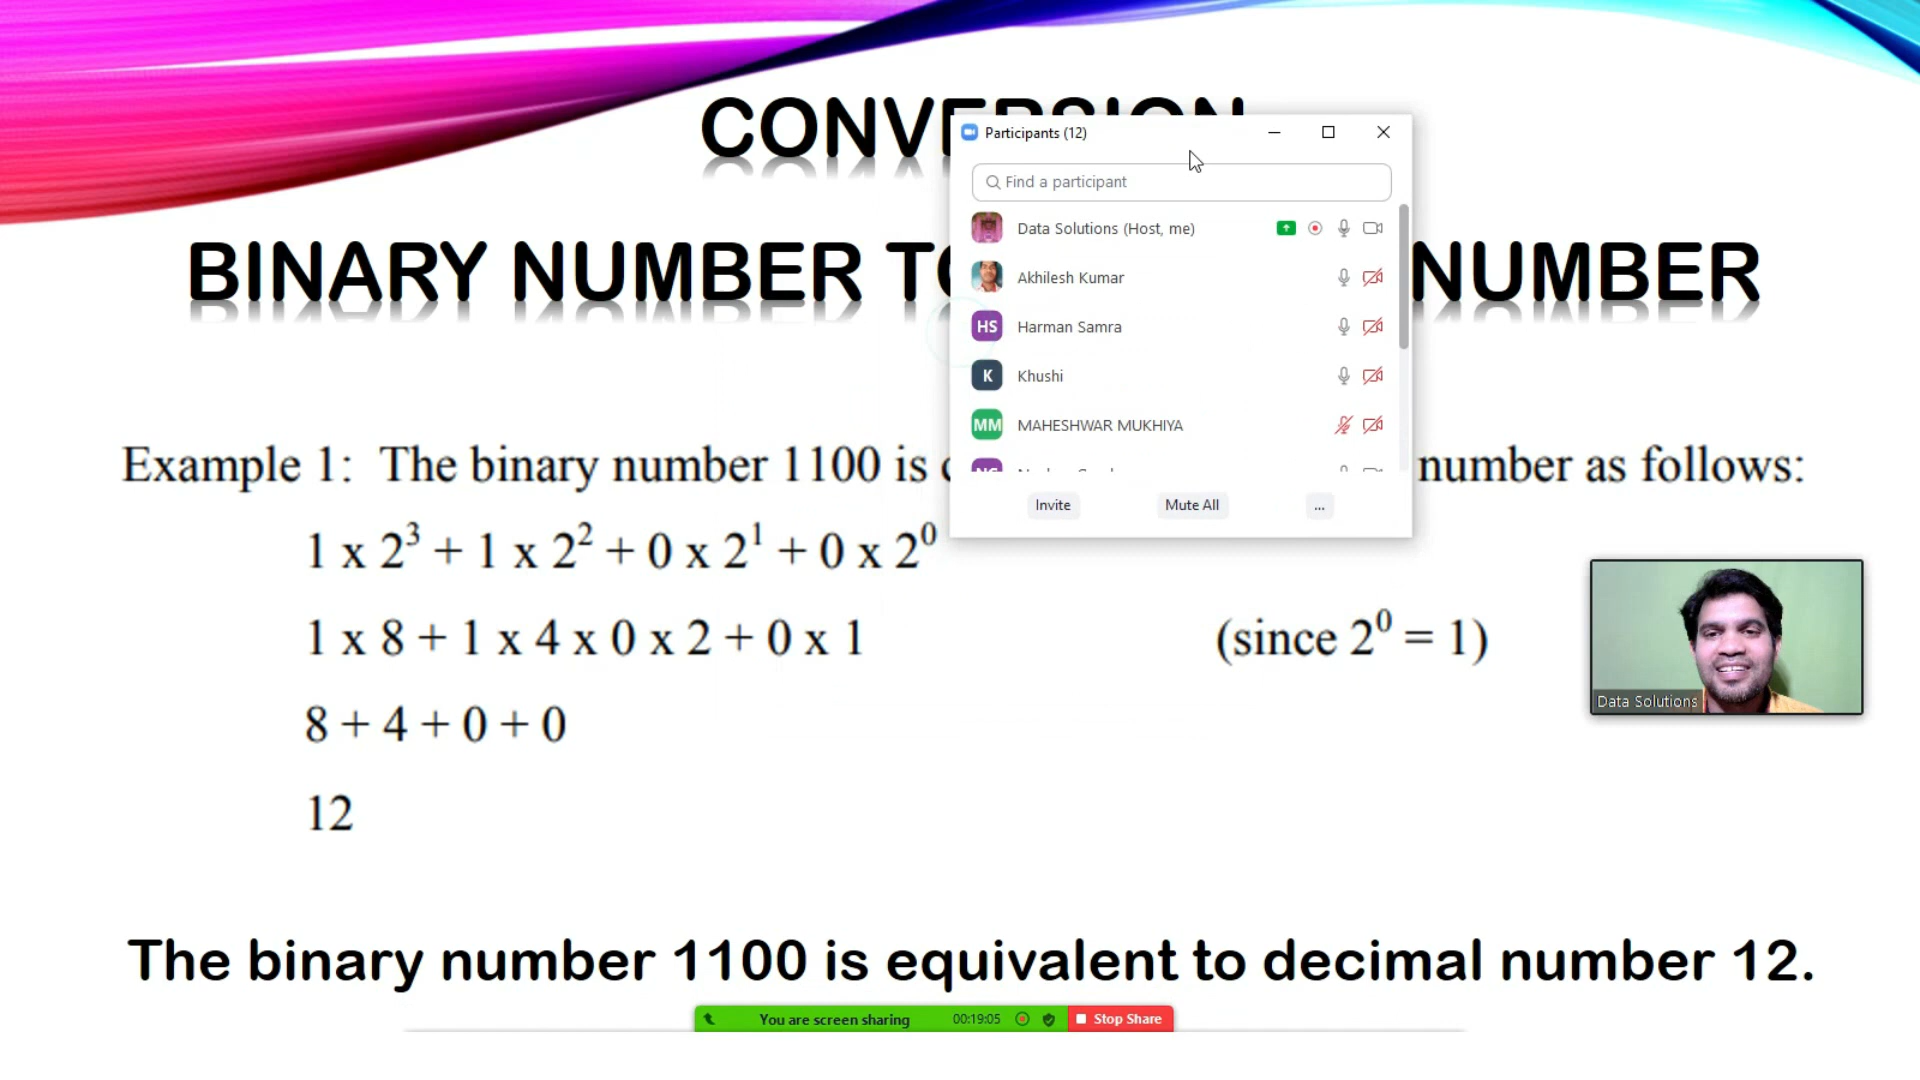 CONV
Participants (12)
Find a participant
Data Solutions (Host, me)
Akhilesh Kumar
HS Harman Samra
K Khushi
MM MAHESHWAR MUKHIYA
Invite Mute All ...
BINARY NUMBER TO NUMBER
Example 1: The binary number 1100 is number as follows:
1 x 2³ + 1 x 2² + 0 x 2¹ + 0 x 2⁰
1 x 8 + 1 x 4 x 0 x 2 + 0 x 1 (since 2⁰ = 1)
8 + 4 + 0 + 0
12
Data Solutions
The binary number 1100 is equivalent to decimal number 12.
You are screen sharing 00:19:05 Stop Share